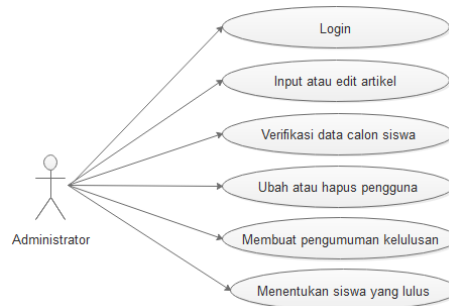 Login
Input atau edit artikel
Verifikasi data calon siswa
Ubah atau hapus pengguna
Administrator
Membuat pengumuman kelulusan
Menentukan siswa yang lulus